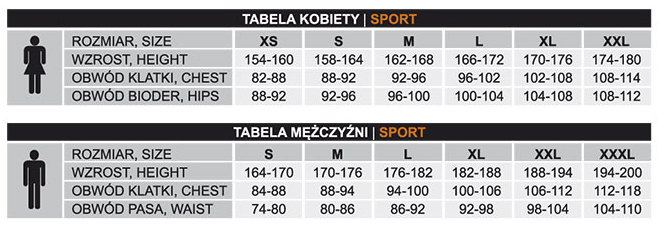 TABELA KOBIETY | SPORT
ROZMIAR, SIZE XS S M L XL XXL
WZROST, HEIGHT 154-160 158-164 162-168 166-172 170-176 174-180
OBWÓD KLATKI, CHEST 82-88 88-92 92-96 96-102 102-108 108-114
OBWÓD BIODER, HIPS 88-92 92-96 96-100 100-104 104-108 108-112
TABELA MĘŻCZYŹNI | SPORT
ROZMIAR, SIZE S M L XL XXL XXXL
WZROST, HEIGHT 164-170 170-176 176-182 182-188 188-194 194-200
OBWÓD KLATKI, CHEST 84-88 88-94 94-100 100-106 106-112 112-118
OBWÓD PASA, WAIST 74-80 80-86 86-92 92-98 98-104 104-110